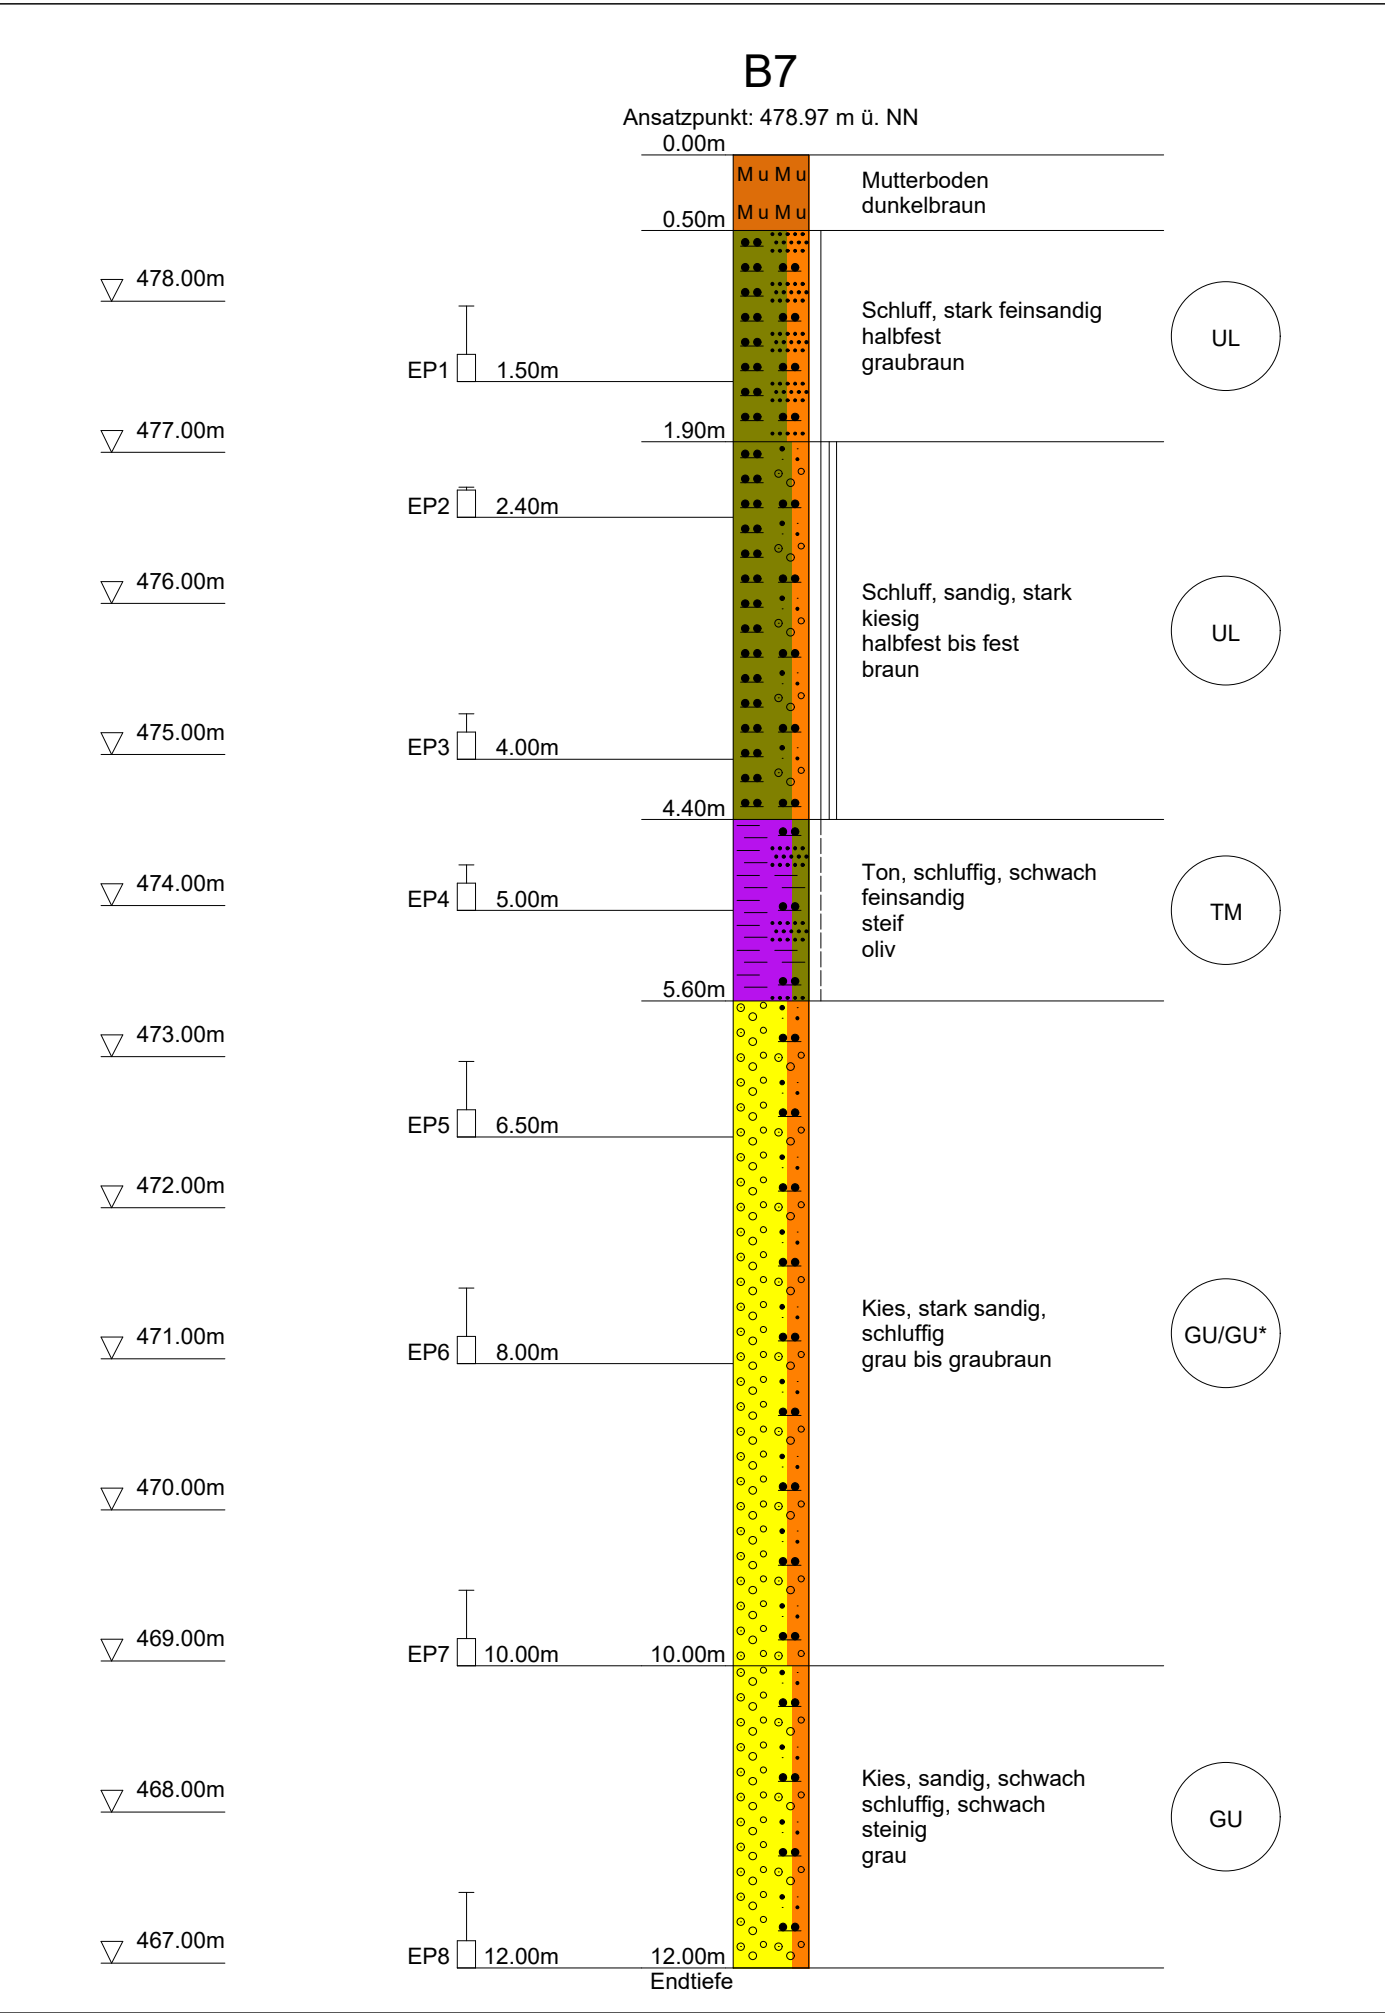 B7
Ansatzpunkt: 478.97 m ü. NN
0.00m
M u M u
Mutterboden
dunkelbraun
M u M u
0.50m
478.00m
Schluff, stark feinsandig
halbfest
graubraun
UL
EP1 1.50m
477.00m
1.90m
EP2 2.40m
476.00m
Schluff, sandig, stark
kiesig
halbfest bis fest
braun
UL
475.00m
EP3 4.00m
4.40m
474.00m
EP4 5.00m
Ton, schluffig, schwach
feinsandig
steif
oliv
TM
5.60m
473.00m
EP5 6.50m
472.00m
471.00m
EP6 8.00m
Kies, stark sandig,
schluffig
grau bis graubraun
GU/GU*
470.00m
469.00m
EP7 10.00m
10.00m
468.00m
Kies, sandig, schwach
schluffig, schwach
steinig
grau
GU
467.00m
EP8 12.00m
12.00m
Endtiefe